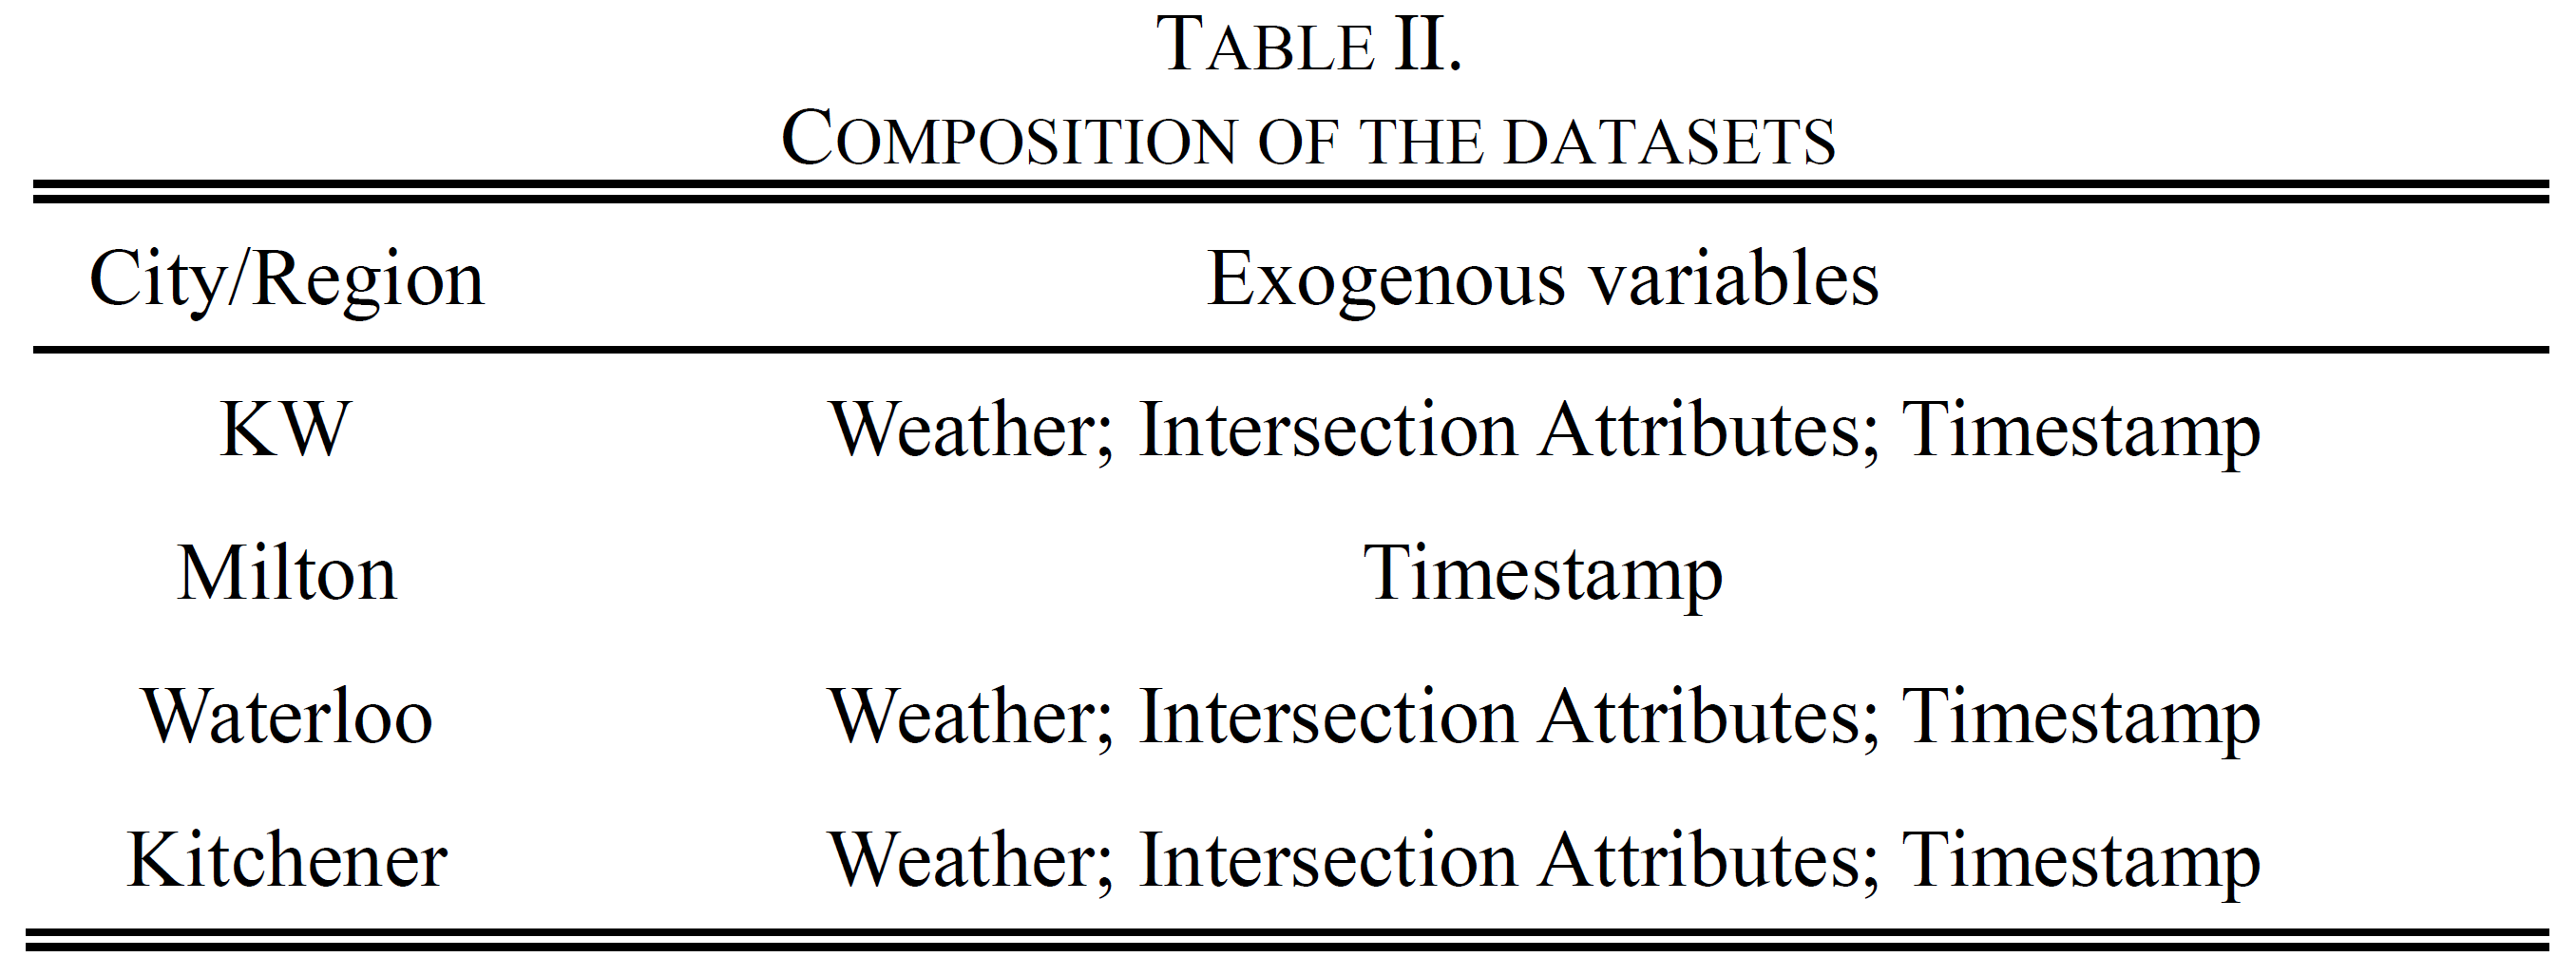 TABLE II.
COMPOSITION OF THE DATASETS
City/Region Exogenous variables
KW Weather; Intersection Attributes; Timestamp
Milton Timestamp
Waterloo Weather; Intersection Attributes; Timestamp
Kitchener Weather; Intersection Attributes; Timestamp